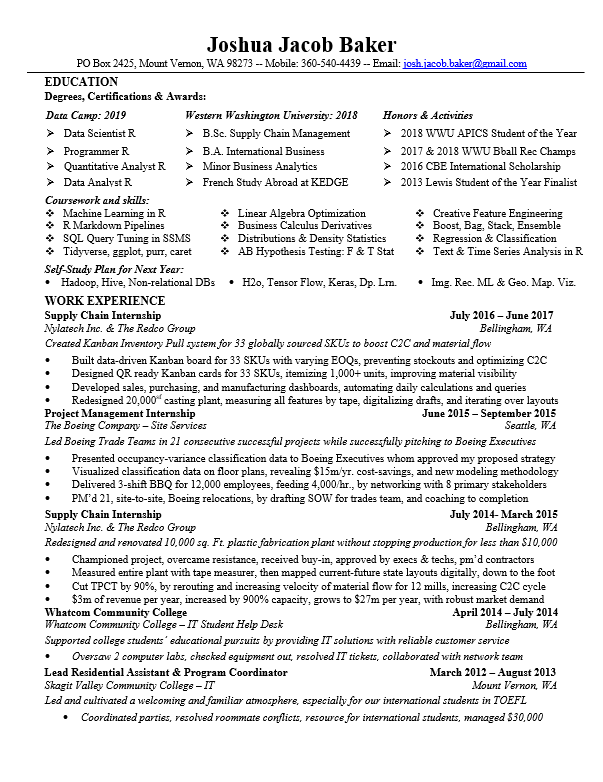 Joshua Jacob Baker
PO Box 2425, Mount Vernon, WA 98273 -- Mobile: 360-540-4439 -- Email: josh.jacob.baker@gmail.com
EDUCATION
Degrees, Certifications & Awards:
Data Camp: 2019 Western Washington University: 2018 Honors & Activities
➢ Data Scientist R ➢ B.Sc. Supply Chain Management ➢ 2018 WWU APICS Student of the Year
➢ Programmer R ➢ B.A. International Business ➢ 2017 & 2018 WWU Bball Rec Champs
➢ Quantitative Analyst R ➢ Minor Business Analytics ➢ 2016 CBE International Scholarship
➢ Data Analyst R ➢ French Study Abroad at KEDGE ➢ 2013 Lewis Student of the Year Finalist
Coursework and skills:
❖ Machine Learning in R ❖ Linear Algebra Optimization ❖ Creative Feature Engineering
❖ R Markdown Pipelines ❖ Business Calculus Derivatives ❖ Boost, Bag, Stack, Ensemble
❖ SQL Query Tuning in SSMS ❖ Distributions & Density Statistics ❖ Regression & Classification
❖ Tidyverse, ggplot, purr, caret ❖ AB Hypothesis Testing: F & T Stat ❖ Text & Time Series Analysis in R
Self-Study Plan for Next Year:
• Hadoop, Hive, Non-relational DBs • H2o, Tensor Flow, Keras, Dp. Lrn. • Img. Rec. ML & Geo. Map. Viz.
WORK EXPERIENCE
Supply Chain Internship July 2016 – June 2017
Nylatech Inc. & The Redco Group Bellingham, WA
Created Kanban Inventory Pull system for 33 globally sourced SKUs to boost C2C and material flow
• Built data-driven Kanban board for 33 SKUs with varying EOQs, preventing stockouts and optimizing C2C
• Designed QR ready Kanban cards for 33 SKUs, itemizing 1,000+ units, improving material visibility
• Developed sales, purchasing, and manufacturing dashboards, automating daily calculations and queries
• Redesigned 20,000sf casting plant, measuring all features by tape, digitalizing drafts, and iterating over layouts
Project Management Internship June 2015 – September 2015
The Boeing Company – Site Services Seattle, WA
Led Boeing Trade Teams in 21 consecutive successful projects while successfully pitching to Boeing Executives
• Presented occupancy-variance classification data to Boeing Executives whom approved my proposed strategy
• Visualized classification data on floor plans, revealing $15m/yr. cost-savings, and new modeling methodology
• Delivered 3-shift BBQ for 12,000 employees, feeding 4,000/hr., by networking with 8 primary stakeholders
• PM’d 21, site-to-site, Boeing relocations, by drafting SOW for trades team, and coaching to completion
Supply Chain Internship July 2014- March 2015
Nylatech Inc. & The Redco Group Bellingham, WA
Redesigned and renovated 10,000 sq. Ft. plastic fabrication plant without stopping production for less than $10,000
• Championed project, overcame resistance, received buy-in, approved by execs & techs, pm’d contractors
• Measured entire plant with tape measurer, then mapped current-future state layouts digitally, down to the foot
• Cut TPCT by 90%, by rerouting and increasing velocity of material flow for 12 mills, increasing C2C cycle
• $3m of revenue per year, increased by 900% capacity, grows to $27m per year, with robust market demand
Whatcom Community College April 2014 – July 2014
Whatcom Community College – IT Student Help Desk Bellingham, WA
Supported college students’ educational pursuits by providing IT solutions with reliable customer service
• Oversaw 2 computer labs, checked equipment out, resolved IT tickets, collaborated with network team
Lead Residential Assistant & Program Coordinator March 2012 – August 2013
Skagit Valley Community College – IT Mount Vernon, WA
Led and cultivated a welcoming and familiar atmosphere, especially for our international students in TOEFL
• Coordinated parties, resolved roommate conflicts, resource for international students, managed $30,000